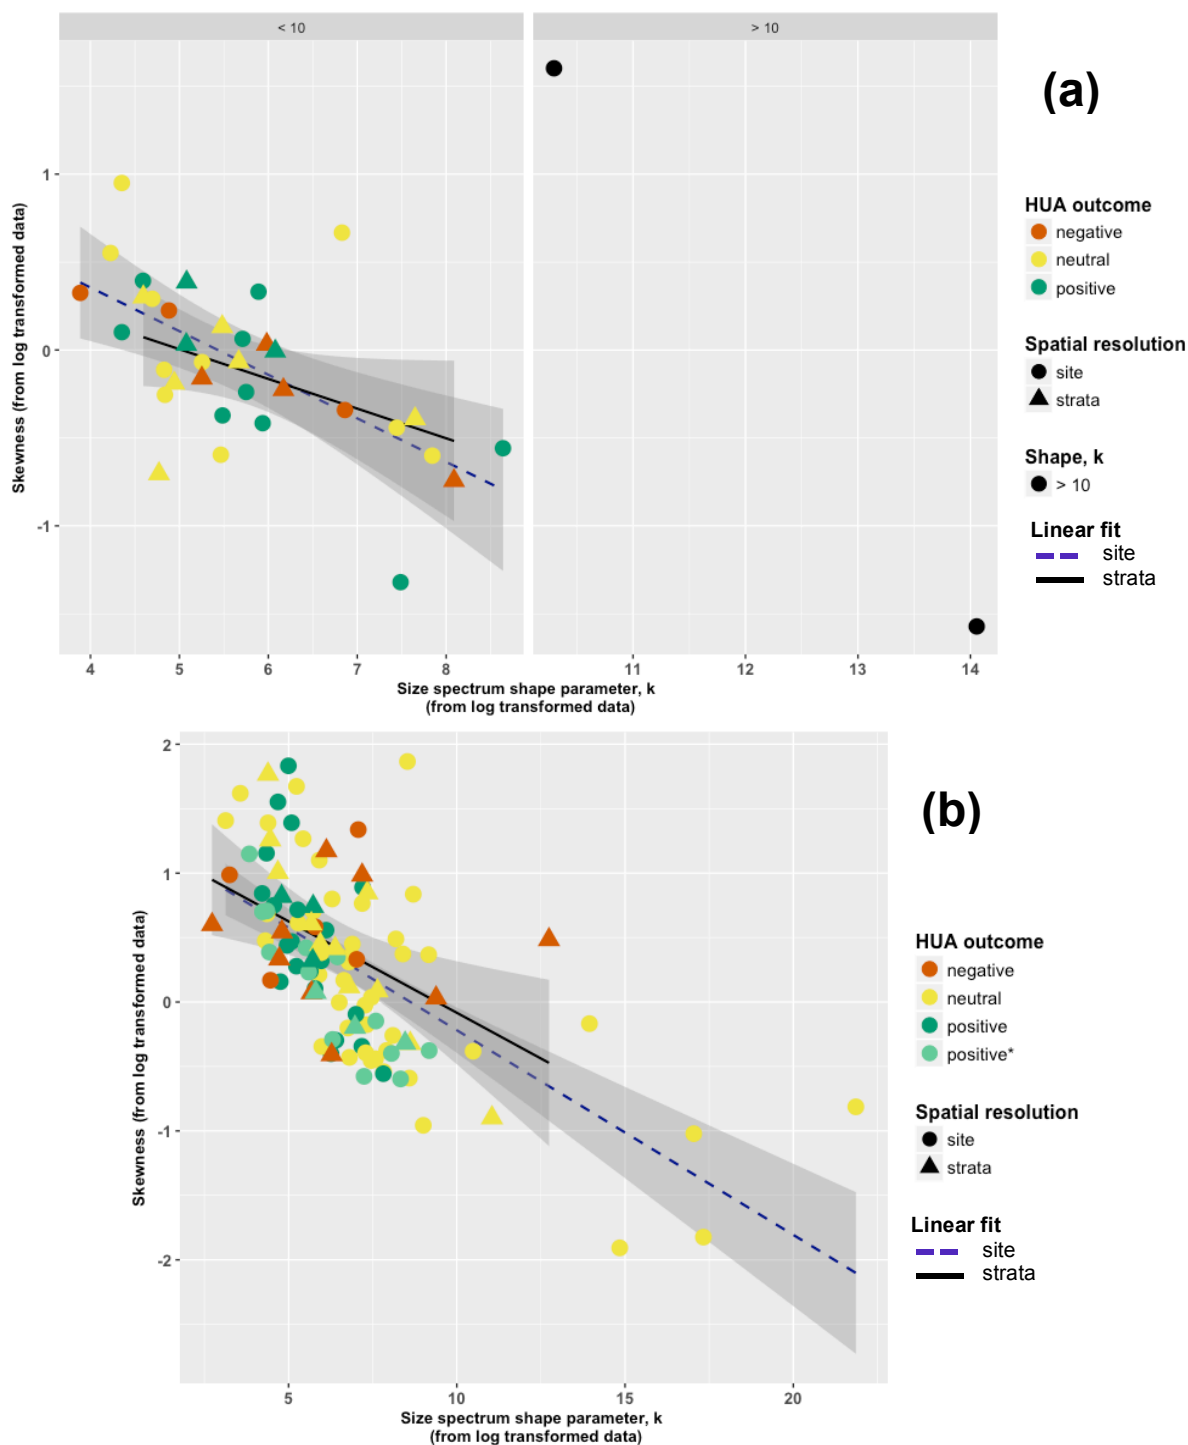 < 10
> 10
(a)
1
0
-1
Skewness (from log transformed data)
4 5 6 7 8 11 12 13 14
Size spectrum shape parameter, k
(from log transformed data)
HUA outcome
negative
neutral
positive
Spatial resolution
site
strata
Shape, k
> 10
Linear fit
site
strata
(b)
2
1
0
-1
-2
Skewness (from log transformed data)
5 10 15 20
Size spectrum shape parameter, k
(from log transformed data)
HUA outcome
negative
neutral
positive
positive*
Spatial resolution
site
strata
Linear fit
site
strata